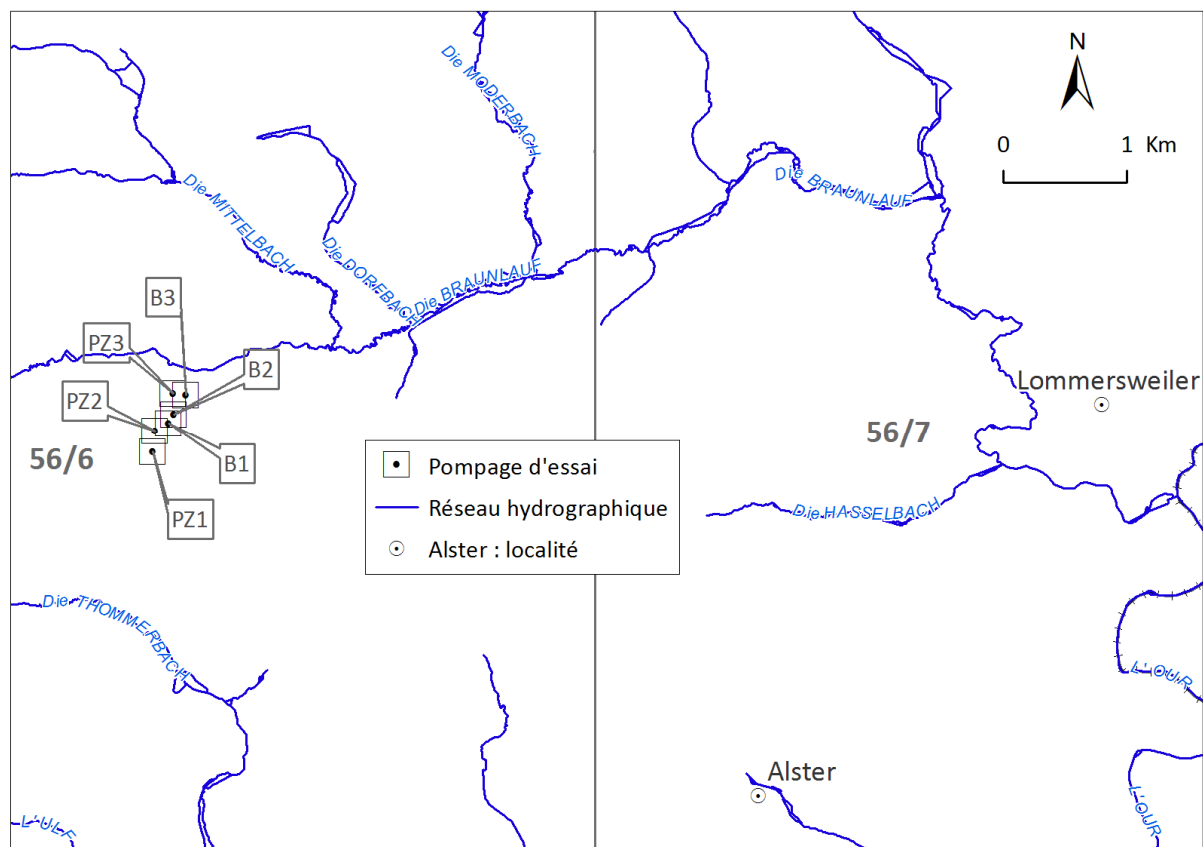 Die MODERBACH
N
0 1 Km
Die BRAUNLAUF
Die MITTELBACH
Die DORFBACH
Die BRAUNLAUF
B3
PZ3
B2
PZ2
Lommersweiler
56/6
56/7
B1
PZ1
Pompage d'essai
Réseau hydrographique
Alster : localité
Die HASSELBACH
Die THOMMERBACH
L'OUR
Alster
L'OUR
L'ULF